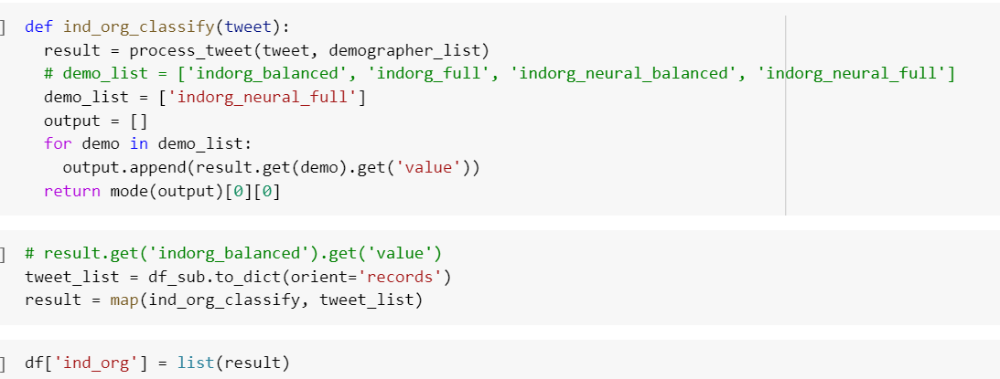 ] def ind_org_classify(tweet):
    result = process_tweet(tweet, demographer_list)
    # demo_list = ['indorg_balanced', 'indorg_full', 'indorg_neural_balanced', 'indorg_neural_full']
    demo_list = ['indorg_neural_full']
    output = []
    for demo in demo_list:
      output.append(result.get(demo).get('value'))
    return mode(output)[0][0]
] # result.get('indorg_balanced').get('value')
  tweet_list = df_sub.to_dict(orient='records')
  result = map(ind_org_classify, tweet_list)
] df['ind_org'] = list(result)